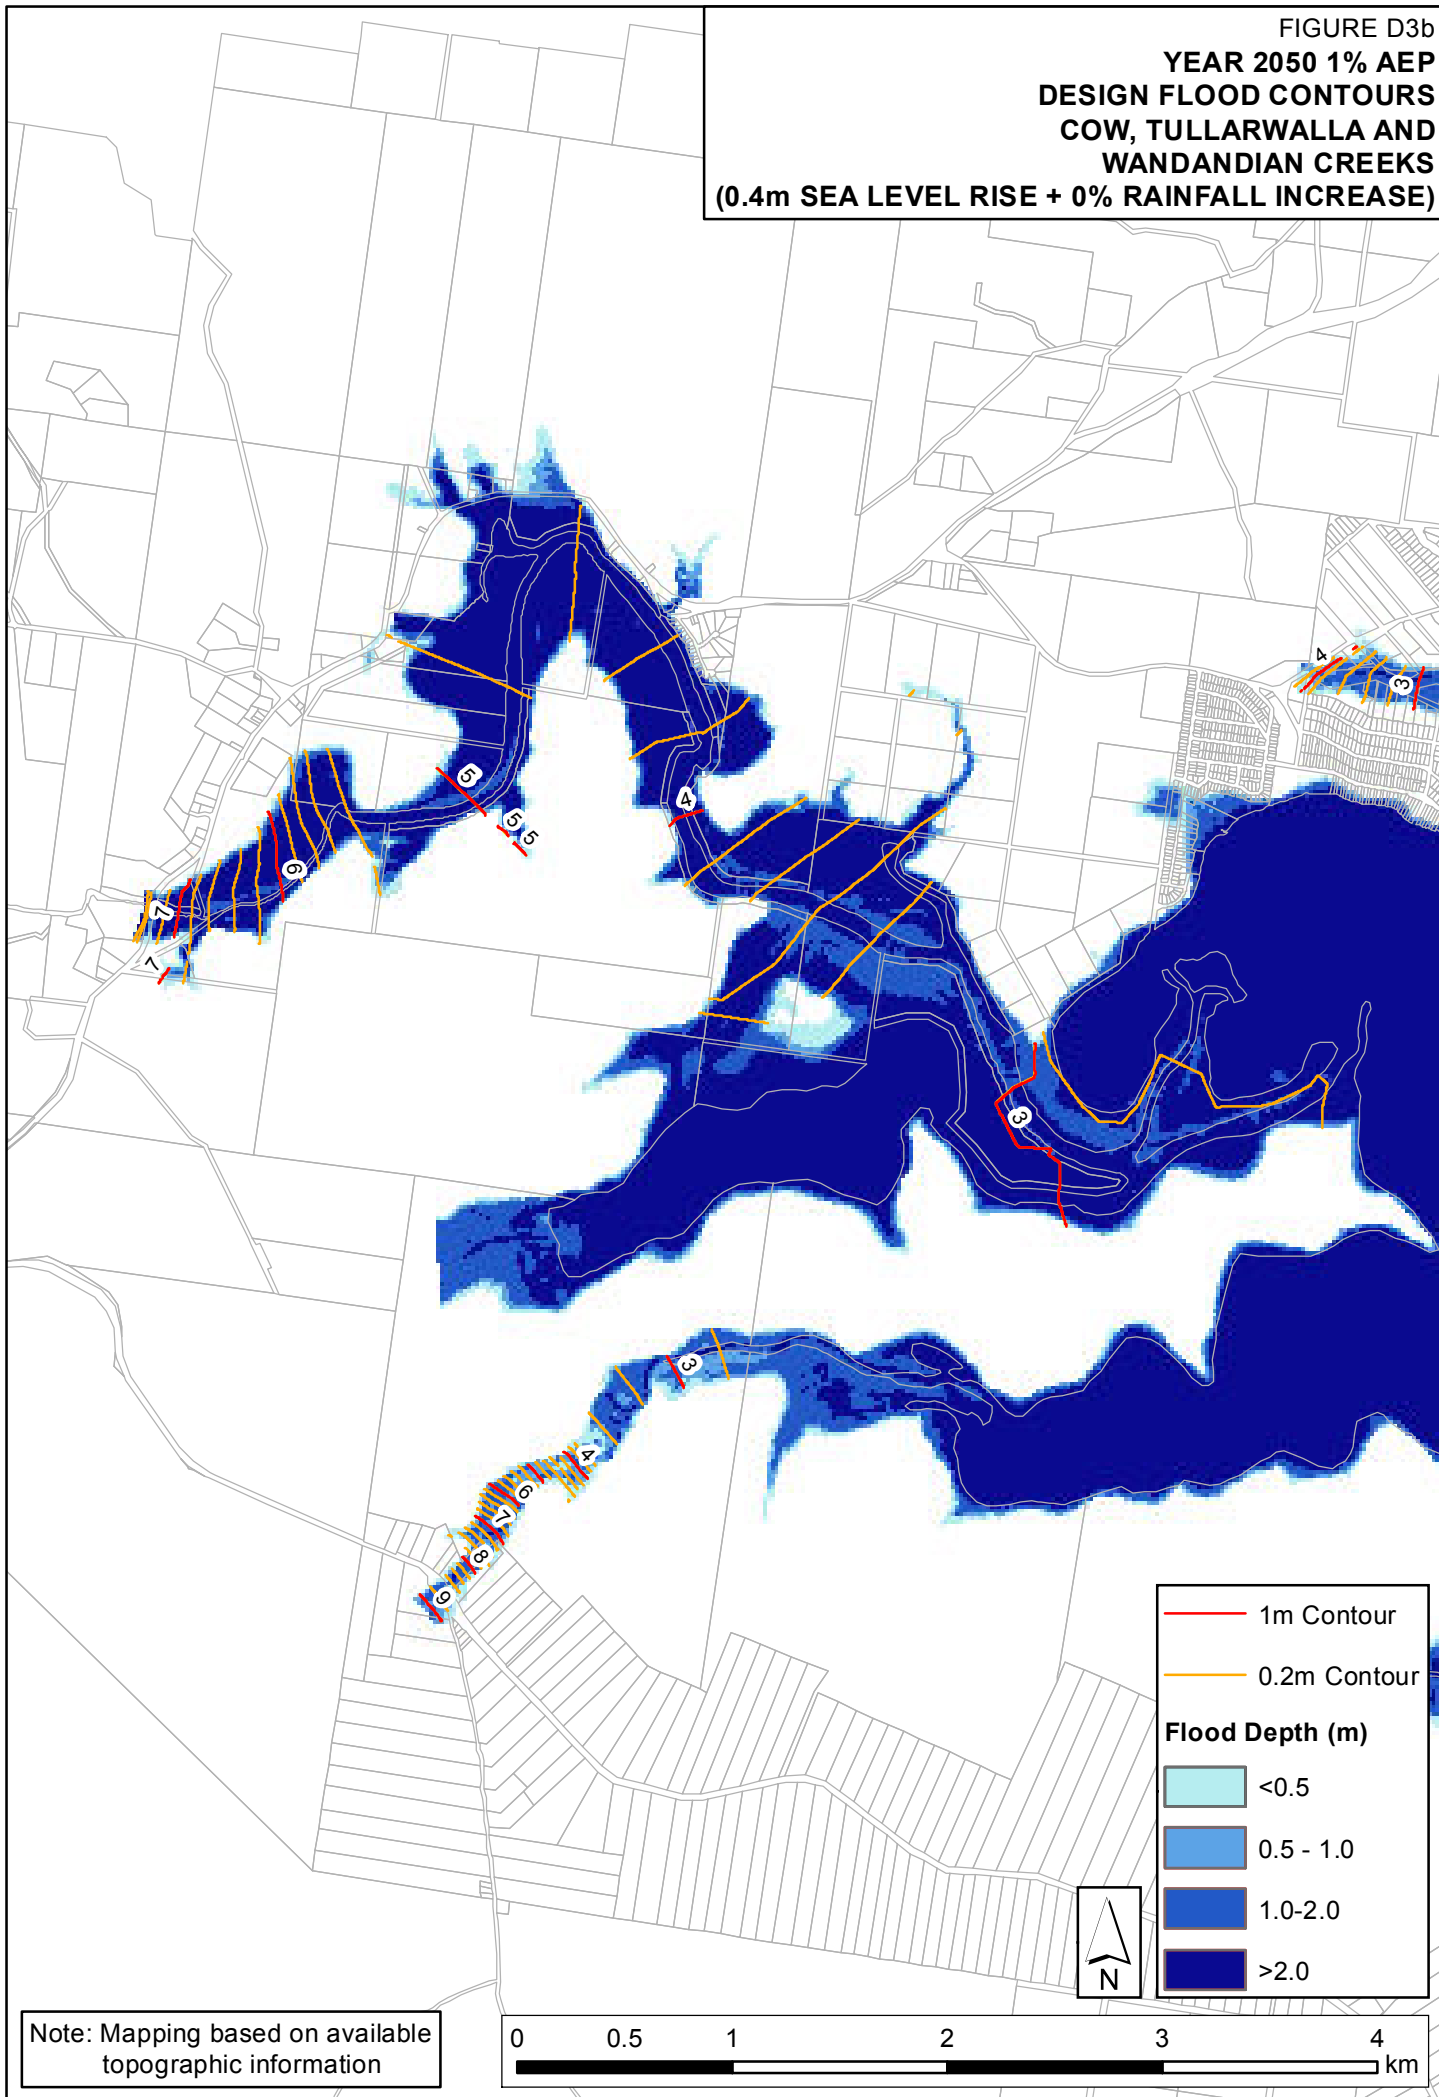 FIGURE D3b
YEAR 2050 1% AEP
DESIGN FLOOD CONTOURS
COW, TULLARWALLA AND
WANDANDIAN CREEKS
(0.4m SEA LEVEL RISE + 0% RAINFALL INCREASE)
4
3
5
5
5
4
6
7
7
3
3
4
6
7
8
9
1m Contour
0.2m Contour
Flood Depth (m)
<0.5
0.5 - 1.0
1.0-2.0
>2.0
N
Note: Mapping based on available
topographic information
0 0.5 1 2 3 4
km